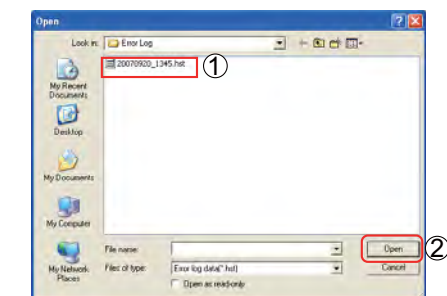 Open
Look in: Error Log
20070920_1345.hst ①
My Recent
Documents
Desktop
My Documents
My Computer
My Network
Places
File name: Open ②
Files of type: Error log data(*.hst) Cancel
Open as read-only